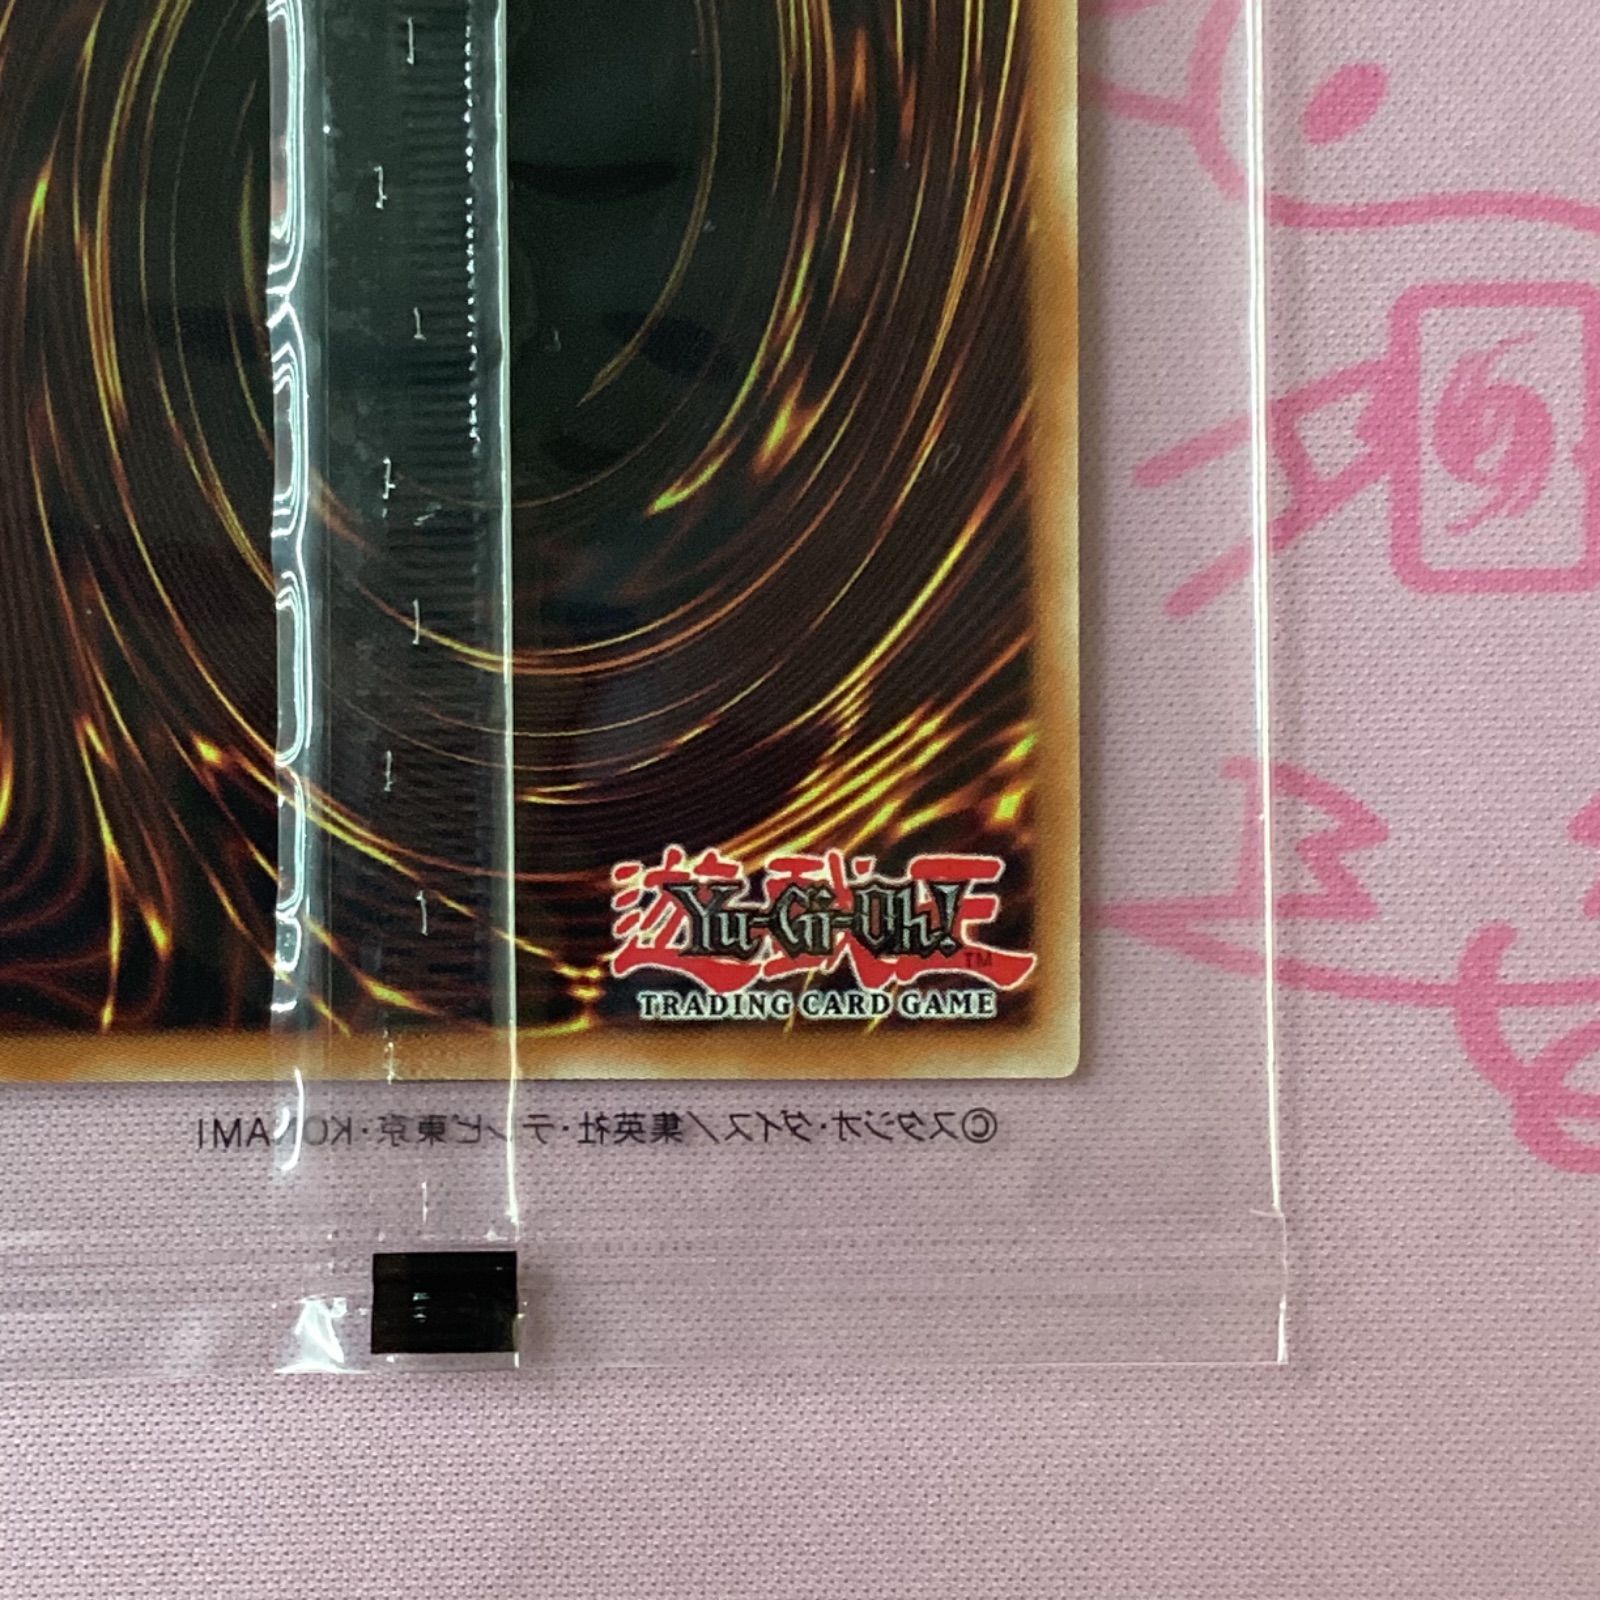 遊戯王
Yu-Gi-Oh!
TM
TRADING CARD GAME
©スタジオ・ダイス/集英社・テレビ東京・KONAMI